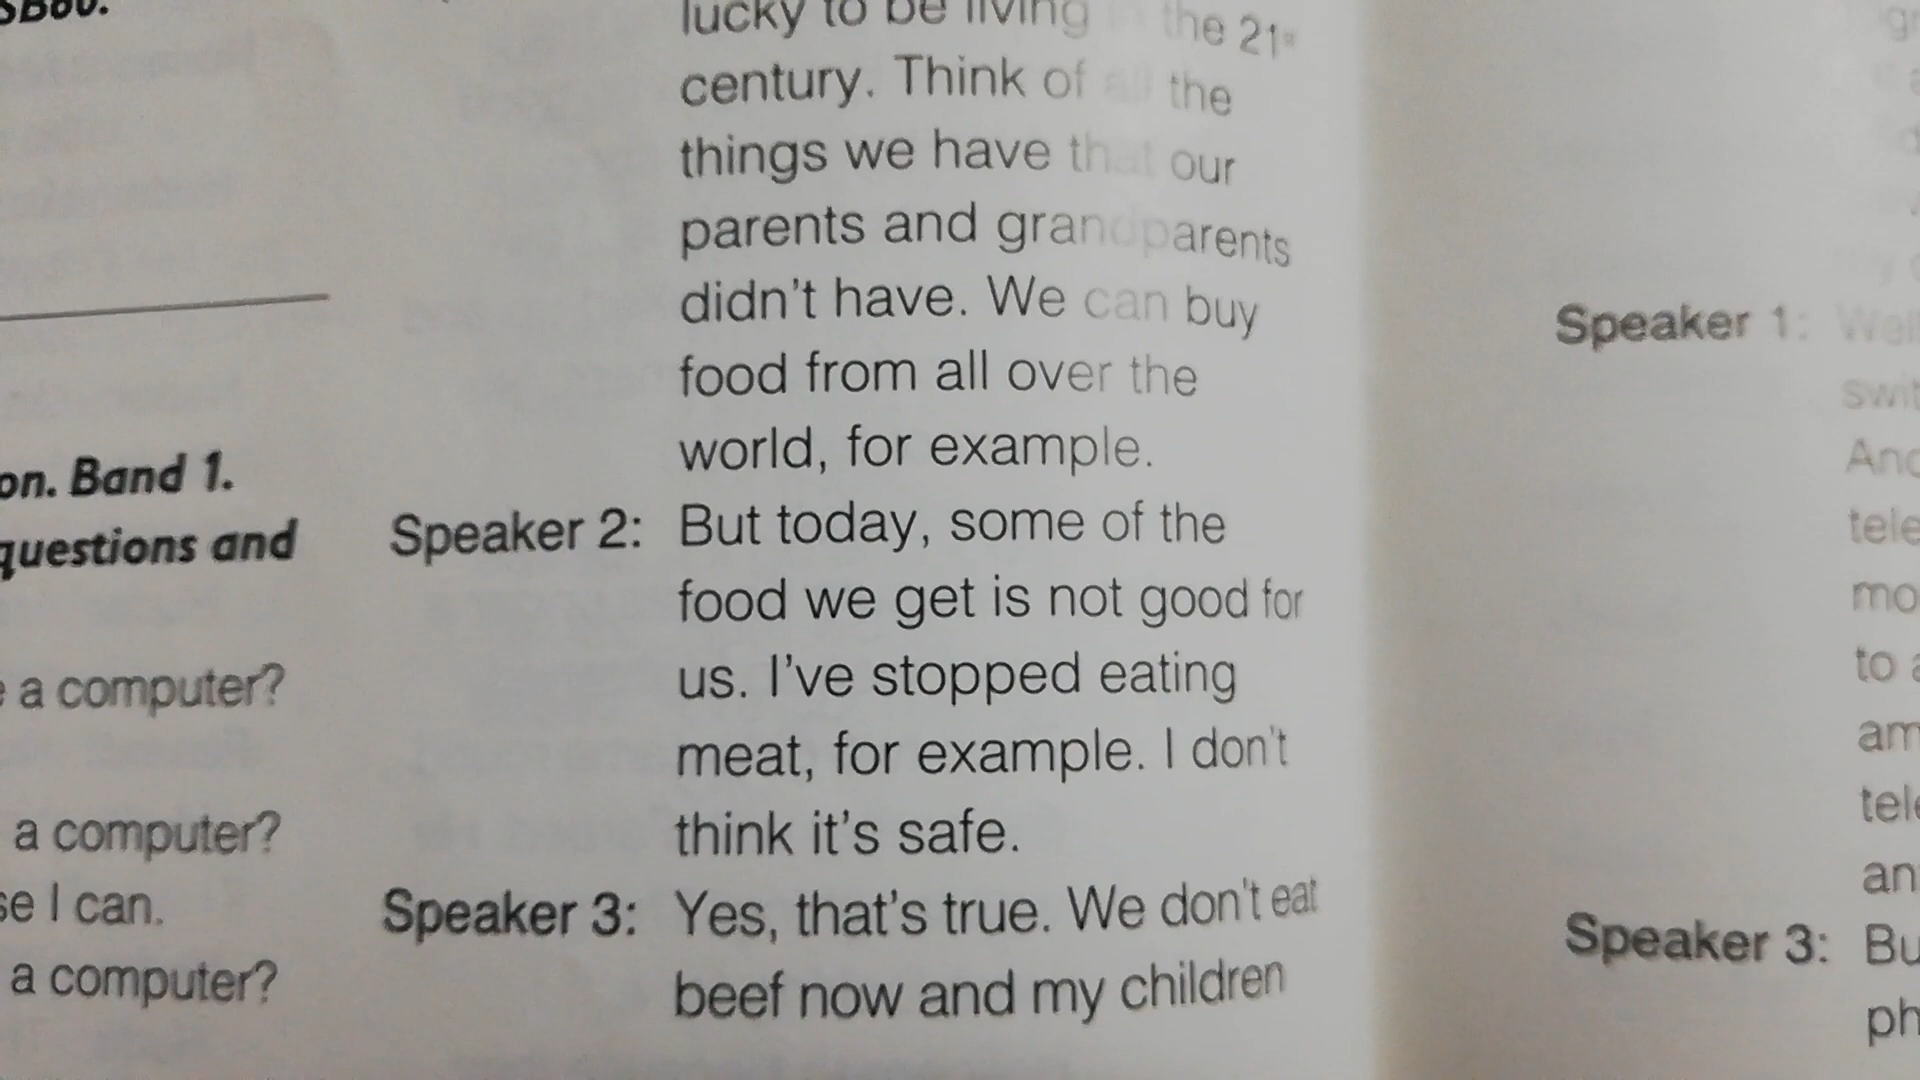 on. Band 1.
questions and
a computer?
a computer?
se I can.
a computer?
lucky to be living in the 21st
century. Think of all the
things we have that our
parents and grandparents
didn't have. We can buy
food from all over the
world, for example.
Speaker 2: But today, some of the
food we get is not good for
us. I've stopped eating
meat, for example. I don't
think it's safe.
Speaker 3: Yes, that's true. We don't eat
beef now and my children
Speaker 1:
to
Speaker 3: